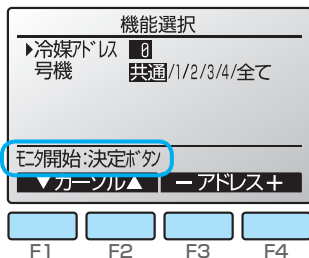 機能選択
▶冷媒ｱﾄﾞﾚｽ 0
号機 共通/1/2/3/4/全て
ﾓﾆﾀ開始:決定ﾎﾞﾀﾝ
▼カーソル▲ －アドレス＋
F1 F2 F3 F4